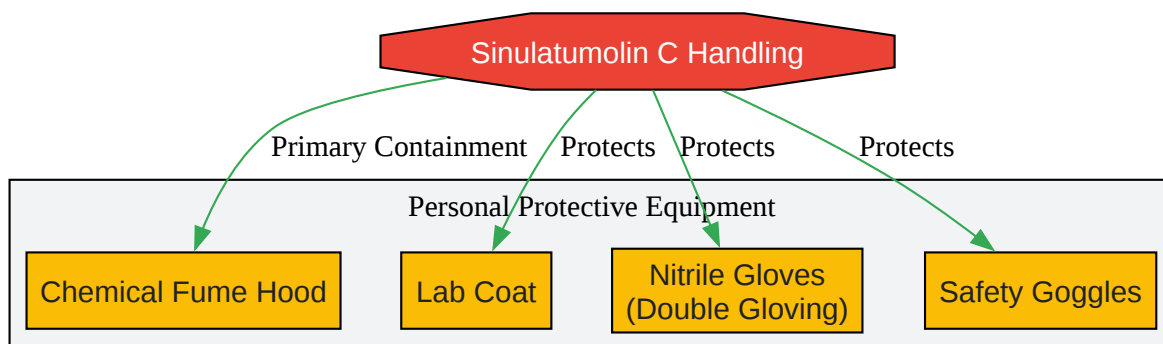 Sinulatumolin C Handling
Primary Containment
Protects
Protects
Protects
Personal Protective Equipment
Chemical Fume Hood
Lab Coat
Nitrile Gloves
(Double Gloving)
Safety Goggles